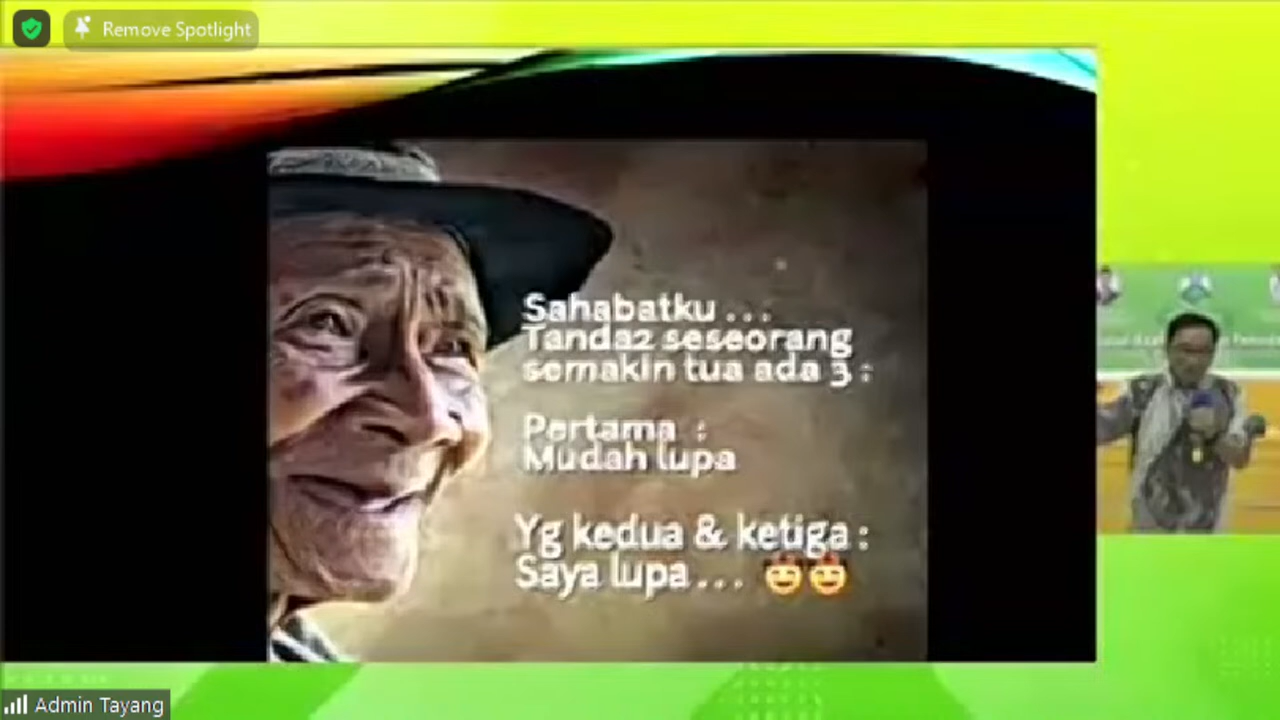 Remove Spotlight
Sahabatku . . .
Tanda2 seseorang
semakin tua ada 3 :
Pertama :
Mudah lupa
Yg kedua & ketiga :
Saya lupa . . . 😍😍
Admin Tayang